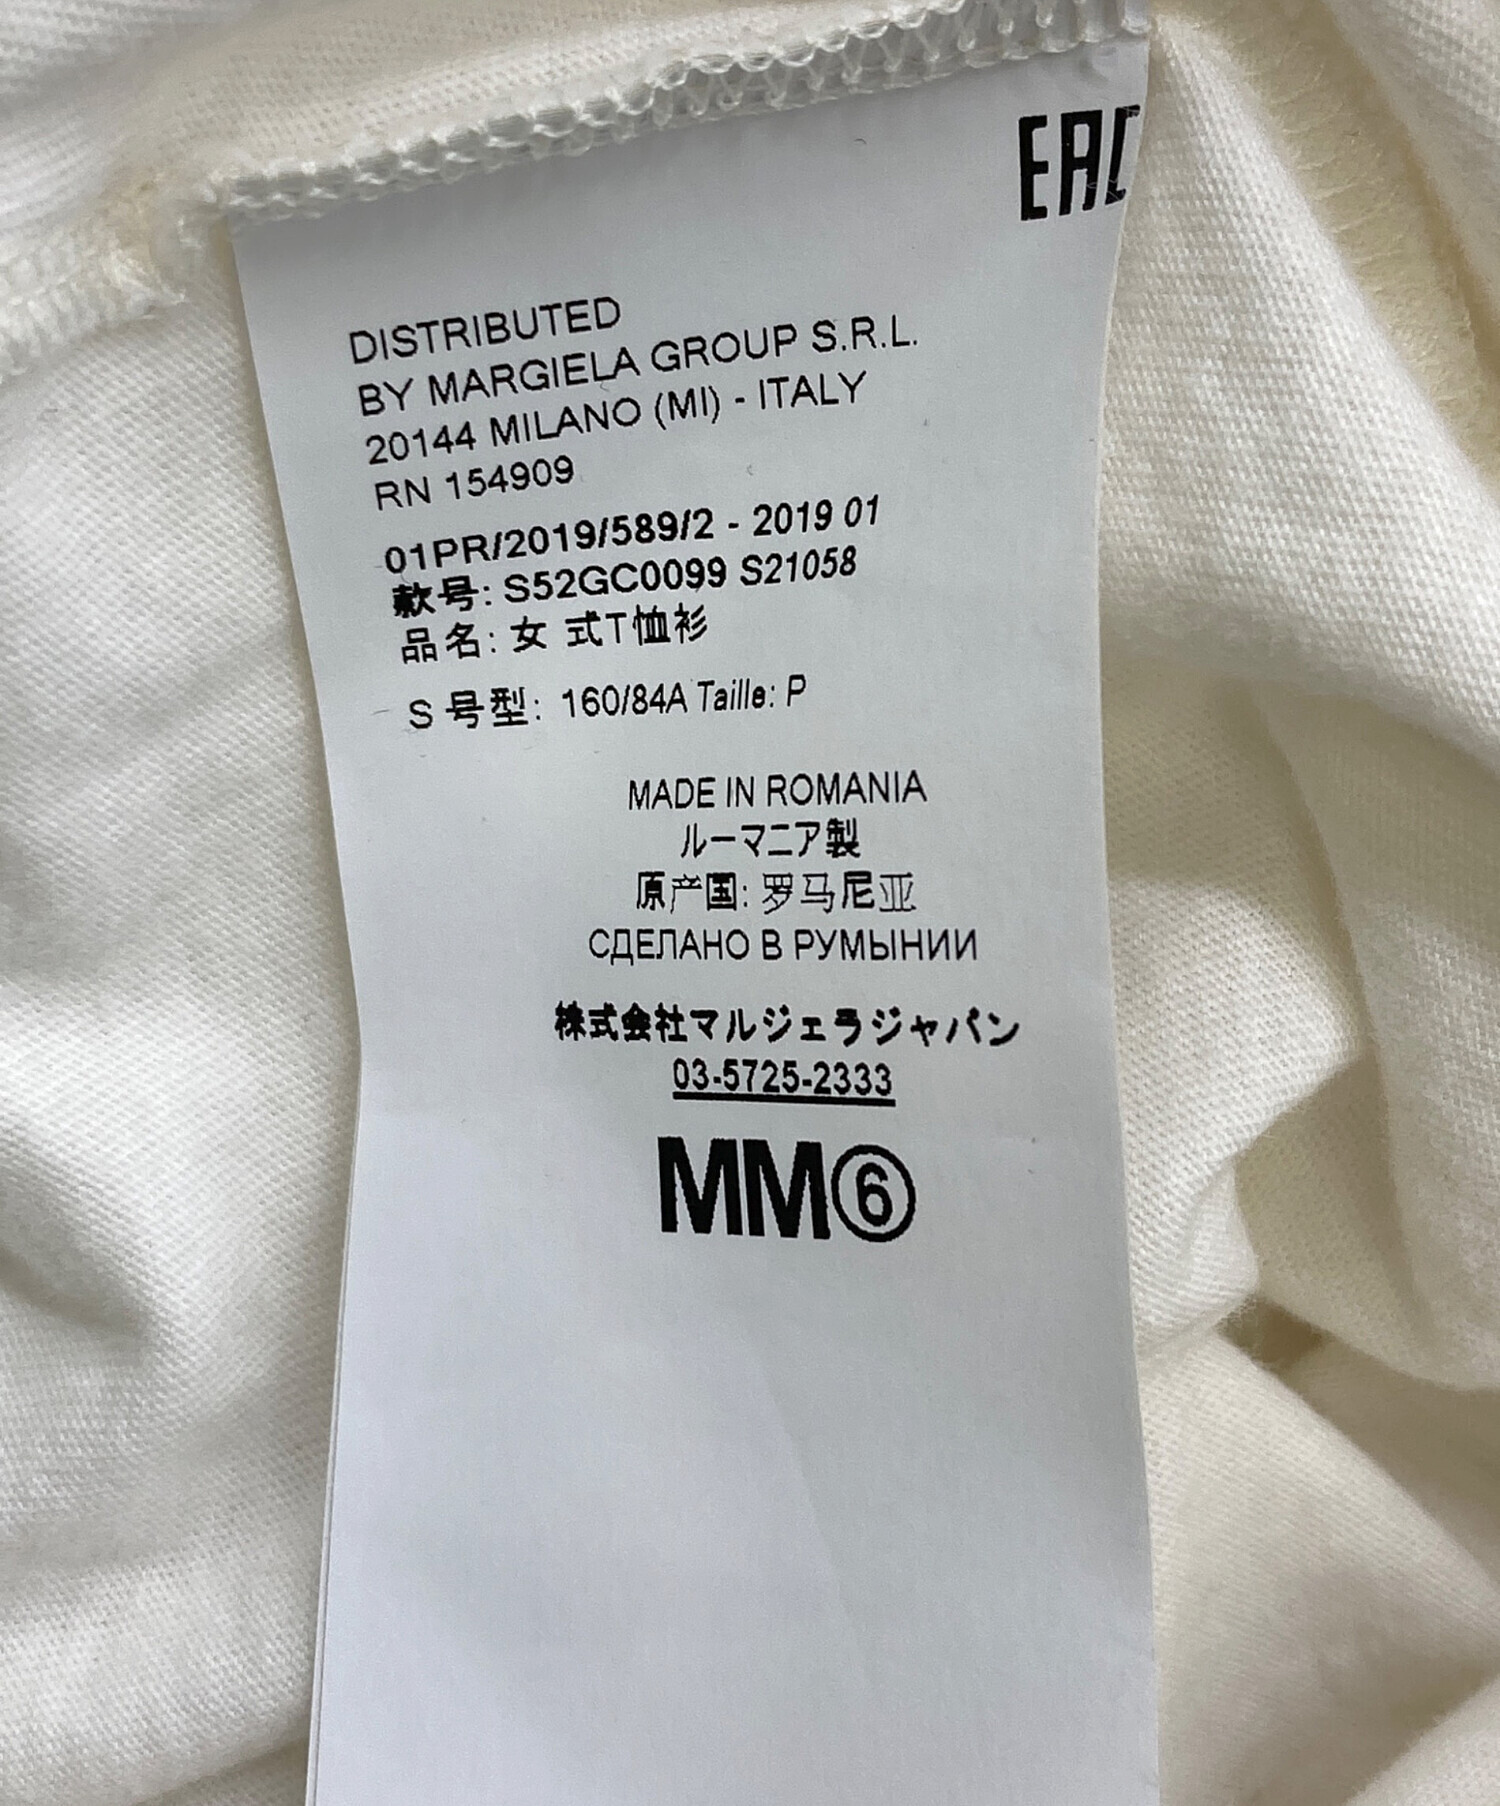 EAC
DISTRIBUTED
BY MARGIELA GROUP S.R.L.
20144 MILANO (MI) - ITALY
RN 154909
01PR/2019/589/2 - 2019 01
款号: S52GC0099 S21058
品名: 女 式T恤衫
S 号型: 160/84A Taille: P
MADE IN ROMANIA
ルーマニア製
原产国: 罗马尼亚
СДЕЛАНО В РУМЫНИИ
株式会社マルジェラジャパン
03-5725-2333
MM⑥